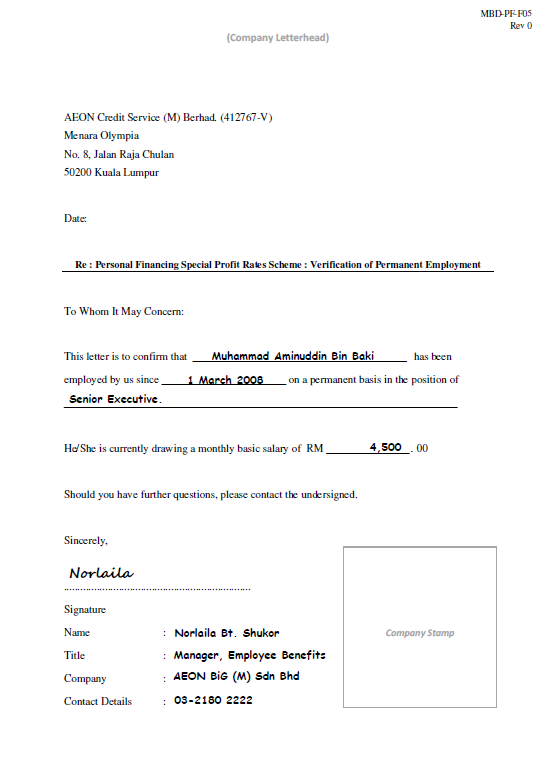 MBD-PF-F05
Rev 0
(Company Letterhead)
AEON Credit Service (M) Berhad. (412767-V)
Menara Olympia
No. 8, Jalan Raja Chulan
50200 Kuala Lumpur
Date:
Re : Personal Financing Special Profit Rates Scheme : Verification of Permanent Employment
To Whom It May Concern:
This letter is to confirm that Muhammad Aminuddin Bin Baki has been
employed by us since 1 March 2008 on a permanent basis in the position of
Senior Executive.
He/She is currently drawing a monthly basic salary of RM 4,500 . 00
Should you have further questions, please contact the undersigned.
Sincerely,
Norlaila
Signature
Name : Norlaila Bt. Shukor
Title : Manager, Employee Benefits
Company : AEON BiG (M) Sdn Bhd
Contact Details : 03-2180 2222
Company Stamp